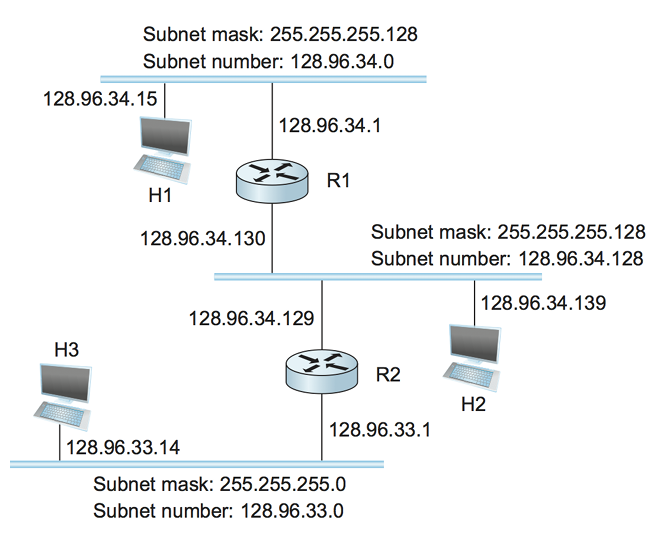 Subnet mask: 255.255.255.128
Subnet number: 128.96.34.0
128.96.34.15
128.96.34.1
H1
R1
128.96.34.130
Subnet mask: 255.255.255.128
Subnet number: 128.96.34.128
128.96.34.129
128.96.34.139
H3
R2
H2
128.96.33.14
128.96.33.1
Subnet mask: 255.255.255.0
Subnet number: 128.96.33.0